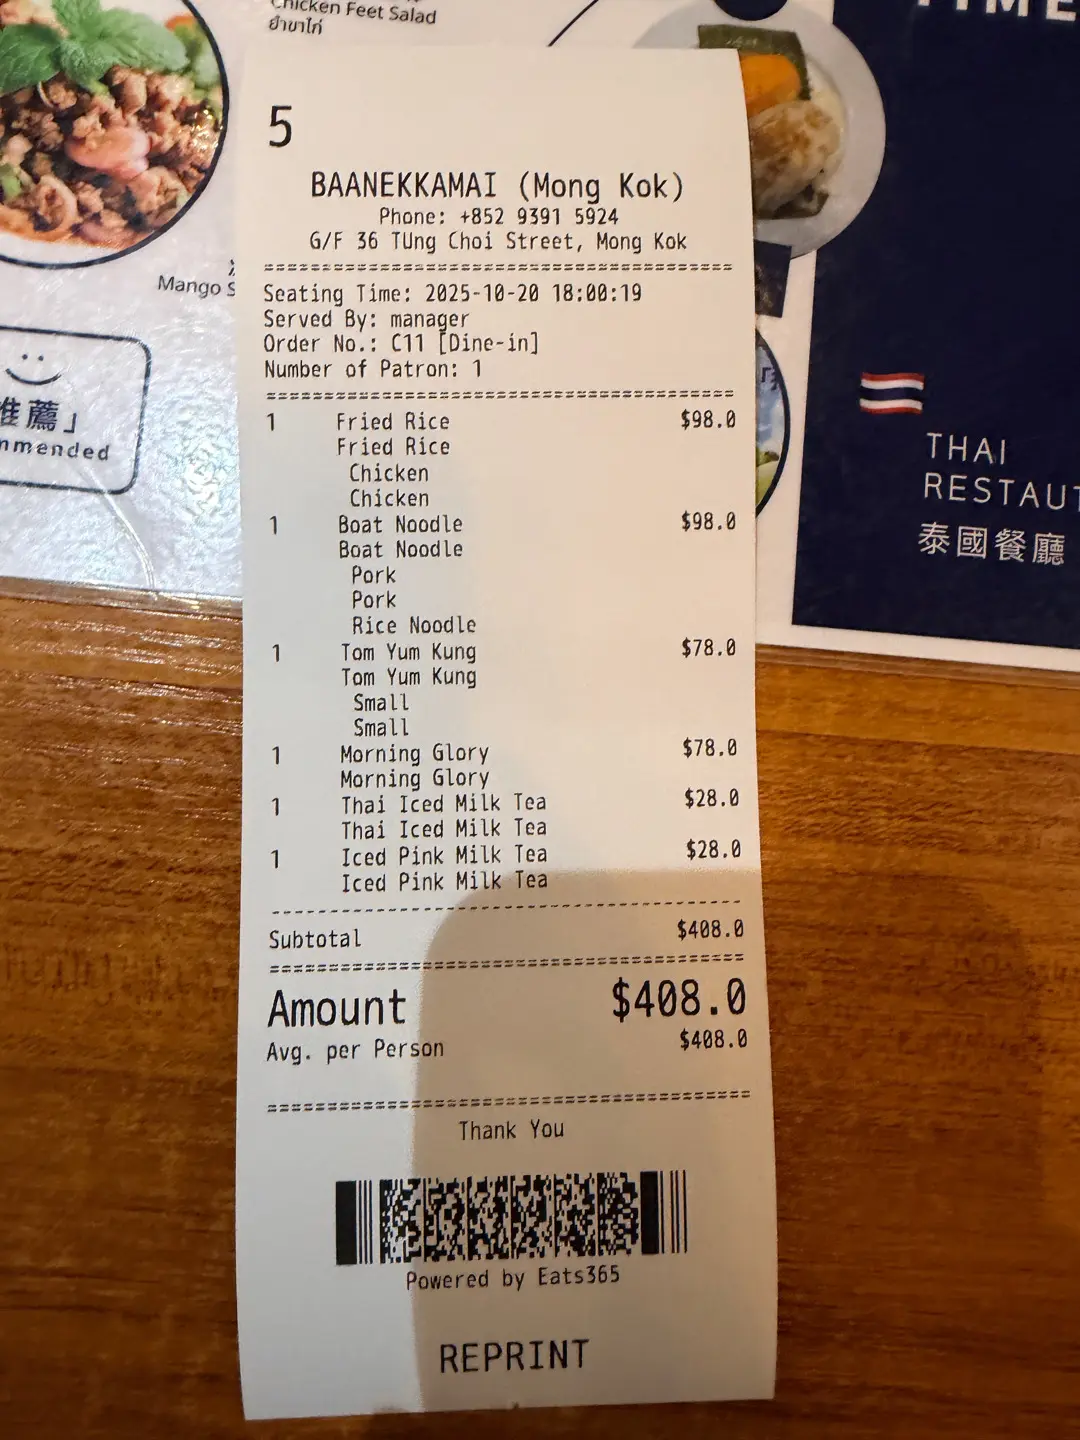 Chicken Feet Salad
ยำขาไก่
Mango
推薦」
THAI
泰國餐廳
5
BAANEKKAMAI (Mong Kok)
Phone: +852 9391 5924
G/F 36 TUng Choi Street, Mong Kok
Seating Time: 2025-10-20 18:00:19
Served By: manager
Order No.: C11 [Dine-in]
Number of Patron: 1
1 Fried Rice $98.0
Fried Rice
Chicken
Chicken
1 Boat Noodle $98.0
Boat Noodle
Pork
Pork
Rice Noodle
1 Tom Yum Kung $78.0
Tom Yum Kung
Small
Small
1 Morning Glory $78.0
Morning Glory
1 Thai Iced Milk Tea $28.0
Thai Iced Milk Tea
1 Iced Pink Milk Tea $28.0
Iced Pink Milk Tea
Subtotal $408.0
Amount $408.0
Avg. per Person $408.0
Thank You
Powered by Eats365
REPRINT